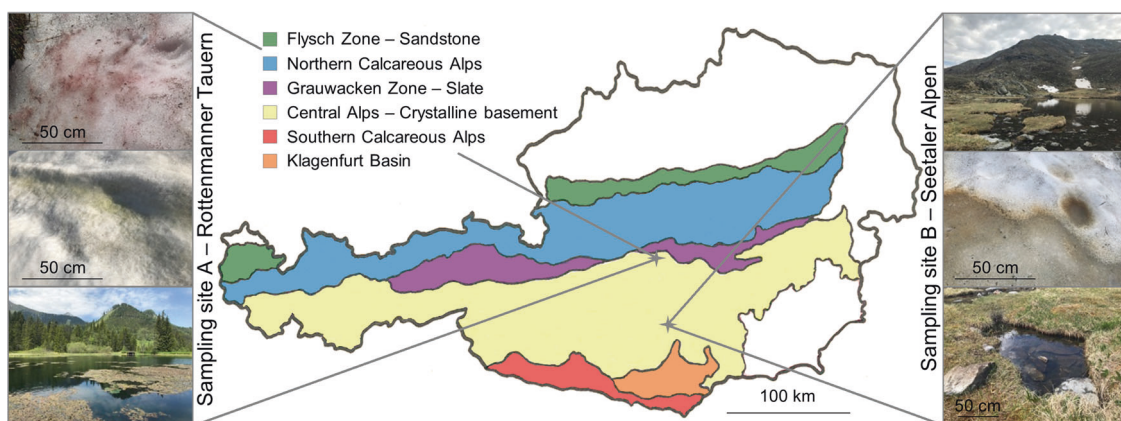 50 cm
50 cm
Sampling site A – Rottenmanner Tauern
Flysch Zone – Sandstone
Northern Calcareous Alps
Grauwacken Zone – Slate
Central Alps – Crystalline basement
Southern Calcareous Alps
Klagenfurt Basin
100 km
Sampling site B – Seetaler Alpen
50 cm
50 cm